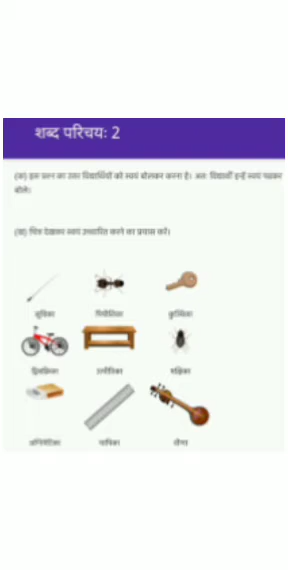 शब्द परिचयः 2
(क) इस प्रश्न का उत्तर विद्यार्थियों को स्वयं बोलकर करना है। अतः विद्यार्थी इन्हें स्वयं पढ़कर
बोलें।
(ख) चित्र देखकर स्वयं उच्चारित करने का प्रयास करें।
सूचिका पिपीलिका कुञ्चिका
द्विचक्रिका उत्पीठिका मक्षिका
अग्निपेटिका मापिका वीणा